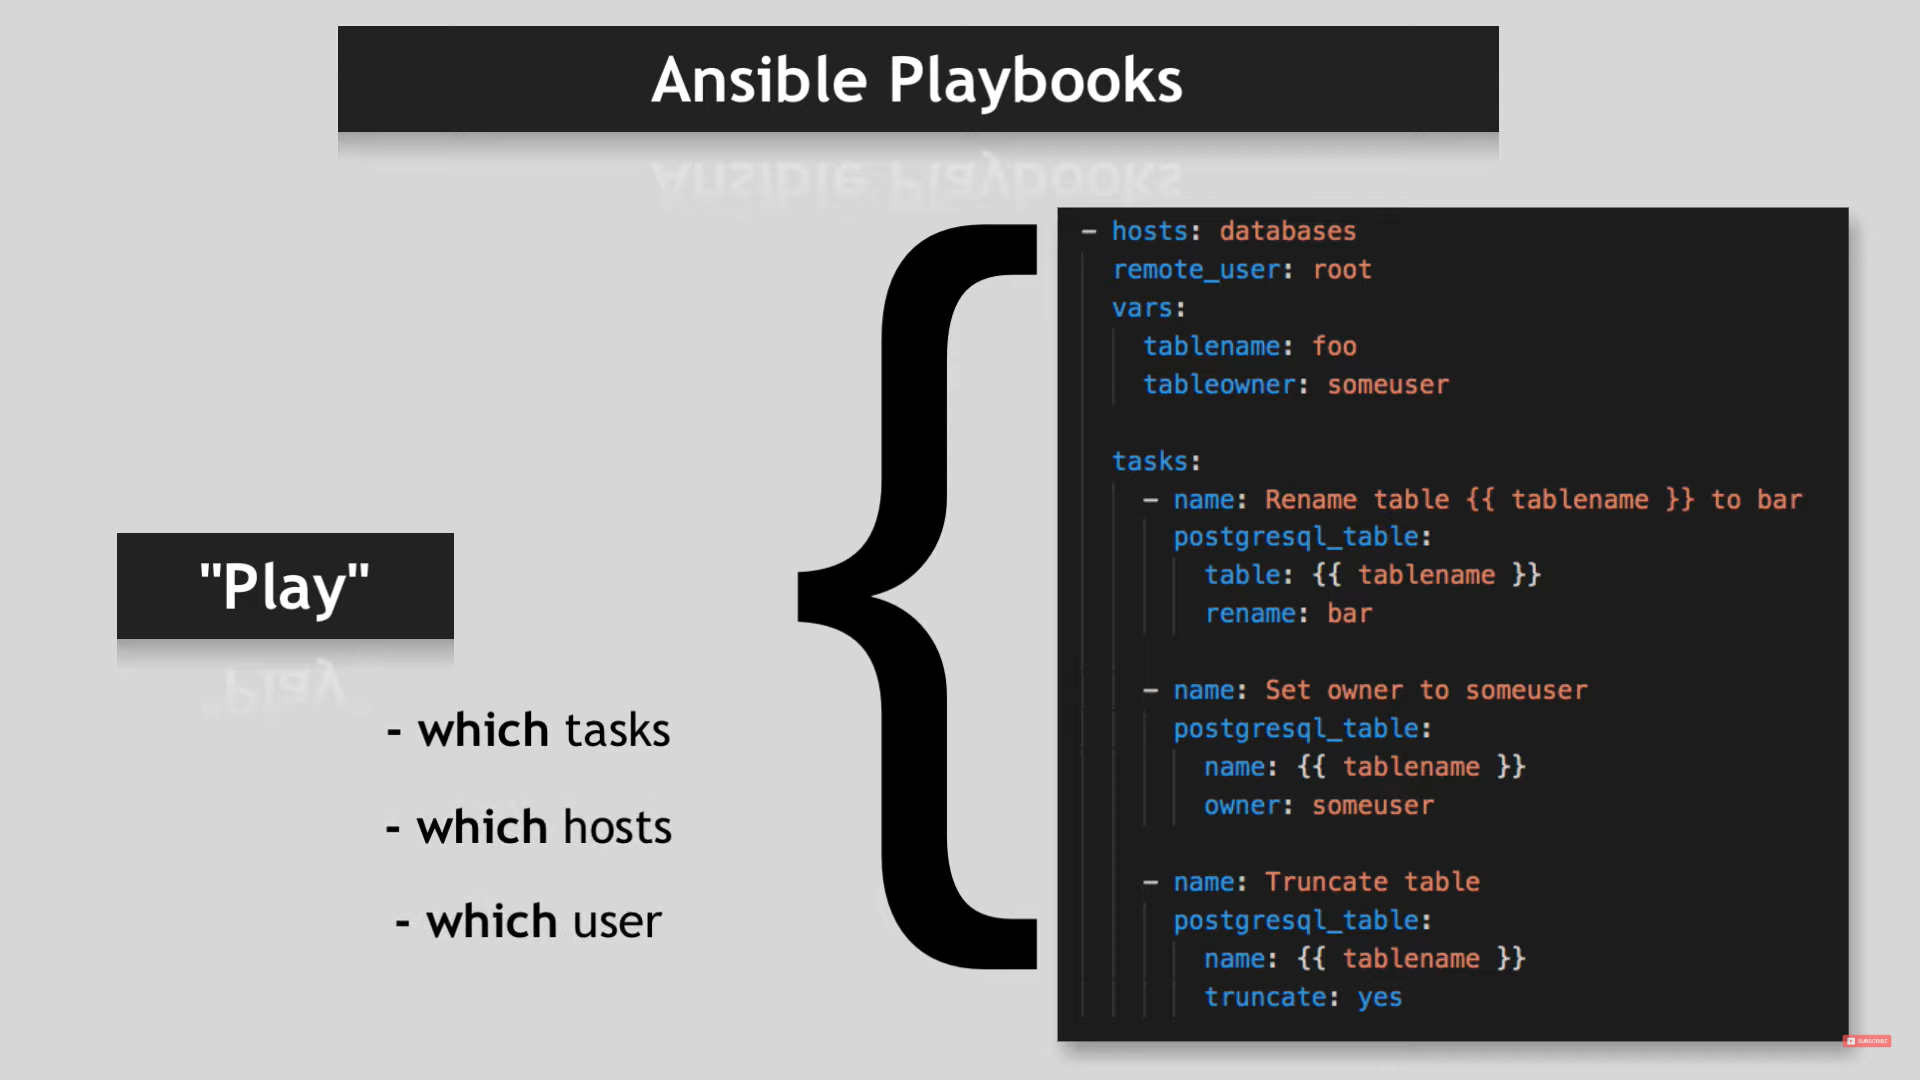 Ansible Playbooks
"Play"
- which tasks
- which hosts
- which user
- hosts: databases
remote_user: root
vars:
tablename: foo
tableowner: someuser
tasks:
- name: Rename table {{ tablename }} to bar
postgresql_table:
table: {{ tablename }}
rename: bar
- name: Set owner to someuser
postgresql_table:
name: {{ tablename }}
owner: someuser
- name: Truncate table
postgresql_table:
name: {{ tablename }}
truncate: yes
SUBSCRIBE